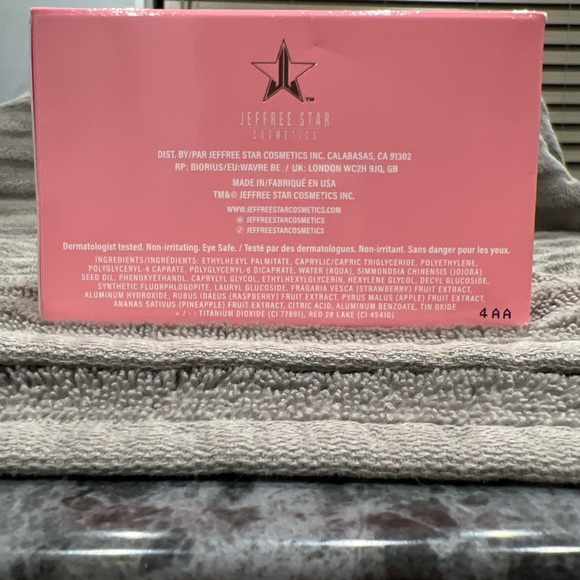 JEFFREE STAR
COSMETICS
DIST. BY/PAR JEFFREE STAR COSMETICS INC. CALABASAS, CA 91302
RP: BIORIUS/EU:WAVRE BE / UK: LONDON WC2H 9JQ, GB
MADE IN/FABRIQUÉ EN USA
TM&© JEFFREE STAR COSMETICS INC.
WWW.JEFFREESTARCOSMETICS.COM
JEFFREESTARCOSMETICS
JEFFREESTARCOSMETICS
Dermatologist tested. Non-irritating. Eye Safe. / Testé par des dermatologues. Non-irritant. Sans danger pour les yeux.
INGREDIENTS/INGRÉDIENTS: ETHYLHEXYL PALMITATE, CAPRYLIC/CAPRIC TRIGLYCERIDE, POLYETHYLENE,
POLYGLYCERYL-4 CAPRATE, POLYGLYCERYL-6 DICAPRATE, WATER (AQUA), SIMMONDSIA CHINENSIS (JOJOBA)
SEED OIL, PHENOXYETHANOL, CAPRYLYL GLYCOL, ETHYLHEXYLGLYCERIN, HEXYLENE GLYCOL, DECYL GLUCOSIDE,
SYNTHETIC FLUORPHLOGOPITE, LAURYL GLUCOSIDE, FRAGARIA VESCA (STRAWBERRY) FRUIT EXTRACT,
ALUMINUM HYDROXIDE, RUBUS IDAEUS (RASPBERRY) FRUIT EXTRACT, PYRUS MALUS (APPLE) FRUIT EXTRACT,
ANANAS SATIVUS (PINEAPPLE) FRUIT EXTRACT, CITRIC ACID, ALUMINUM BENZOATE, TIN OXIDE
+ / - : TITANIUM DIOXIDE (CI 77891), RED 28 LAKE (CI 45410)
4AA